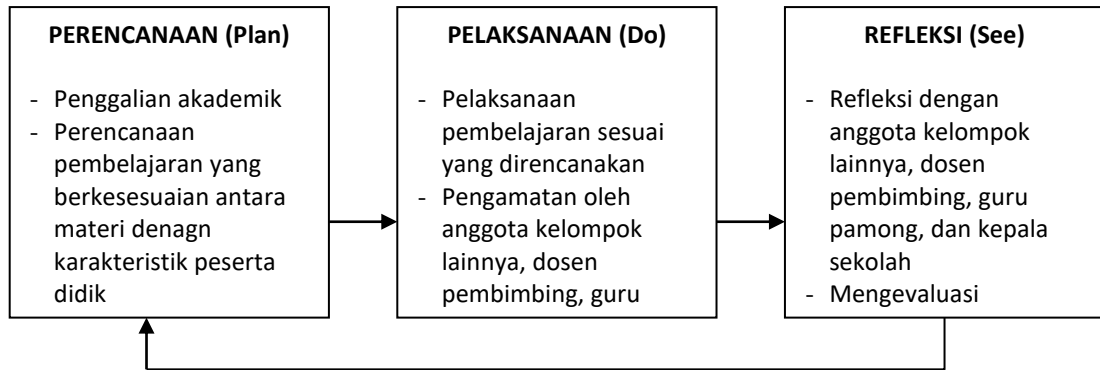 PERENCANAAN (Plan)
- Penggalian akademik
- Perencanaan
pembelajaran yang
berkesesuaian antara
materi denagn
karakteristik peserta
didik
PELAKSANAAN (Do)
- Pelaksanaan
pembelajaran sesuai
yang direncanakan
- Pengamatan oleh
anggota kelompok
lainnya, dosen
pembimbing, guru
REFLEKSI (See)
- Refleksi dengan
anggota kelompok
lainnya, dosen
pembimbing, guru
pamong, dan kepala
sekolah
- Mengevaluasi